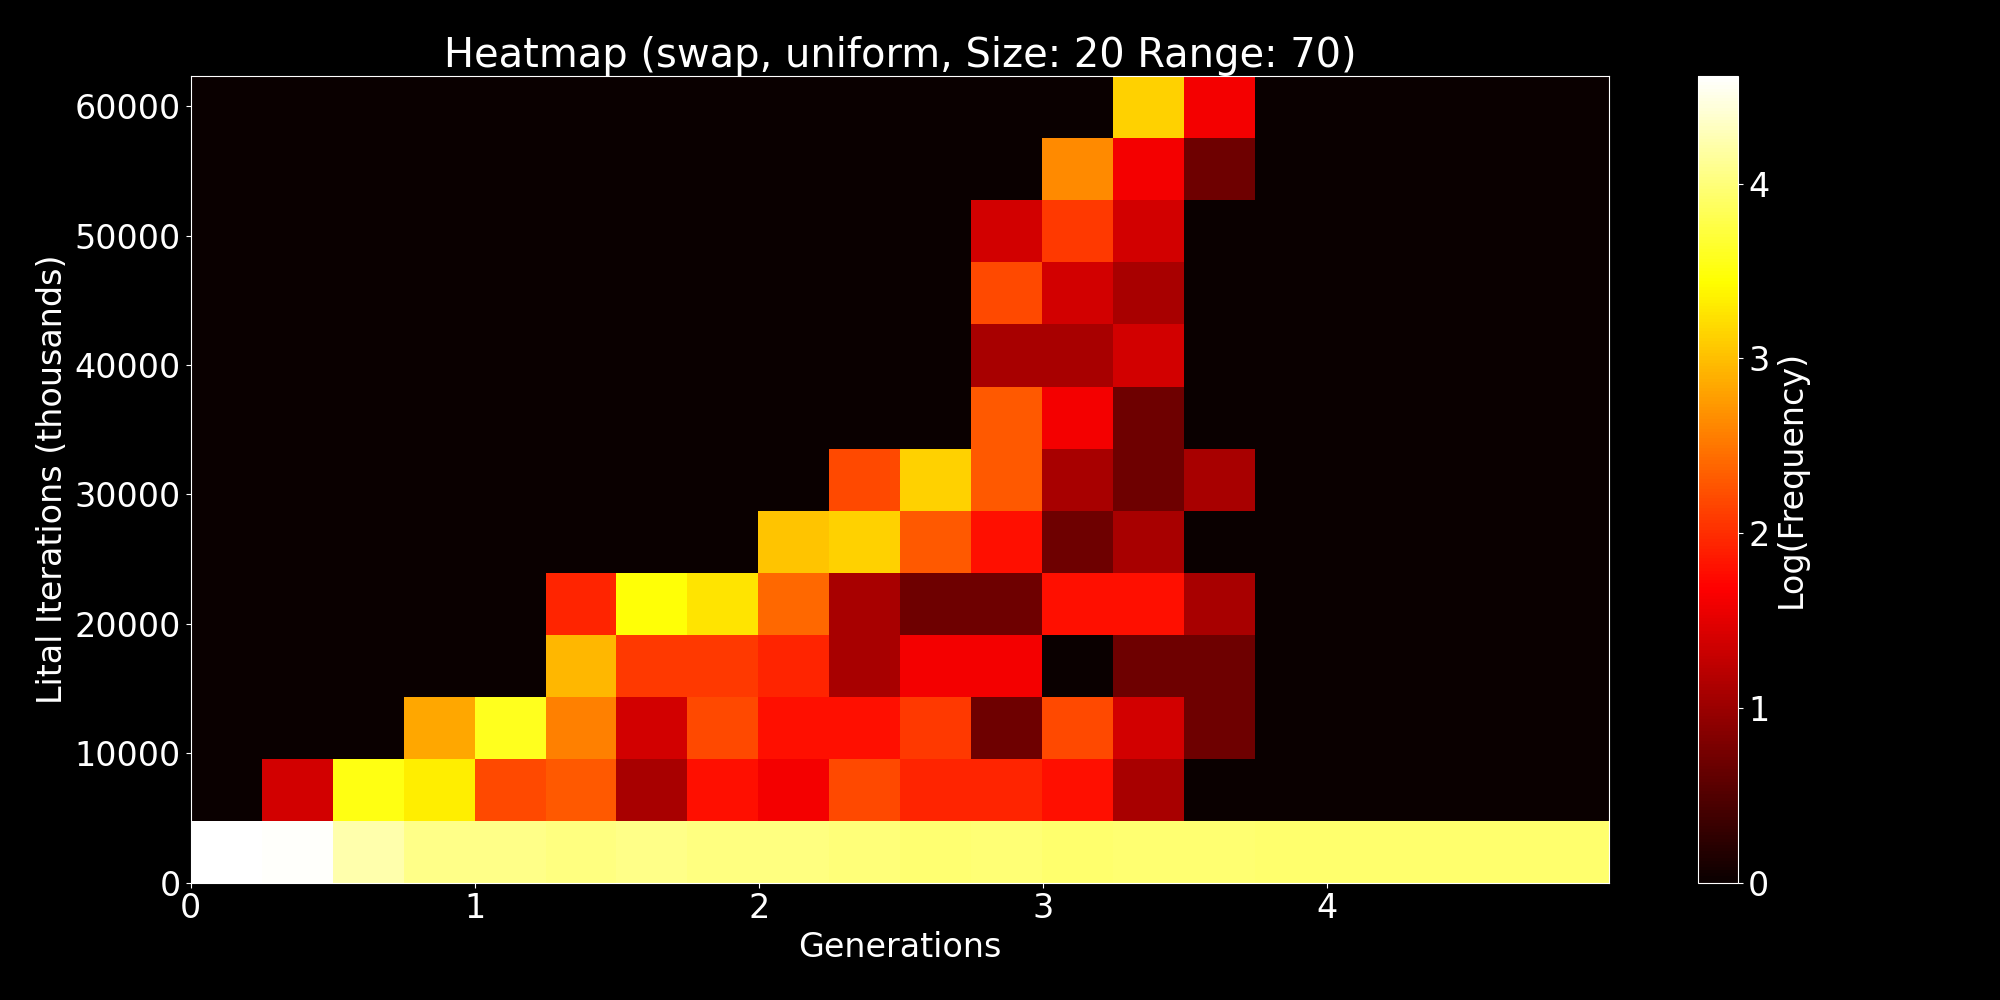 Heatmap (swap, uniform, Size: 20 Range: 70)
60000
50000
40000
30000
20000
10000
0
Lital Iterations (thousands)
0 1 2 3 4
Generations
4
3
2
1
0
Log(Frequency)